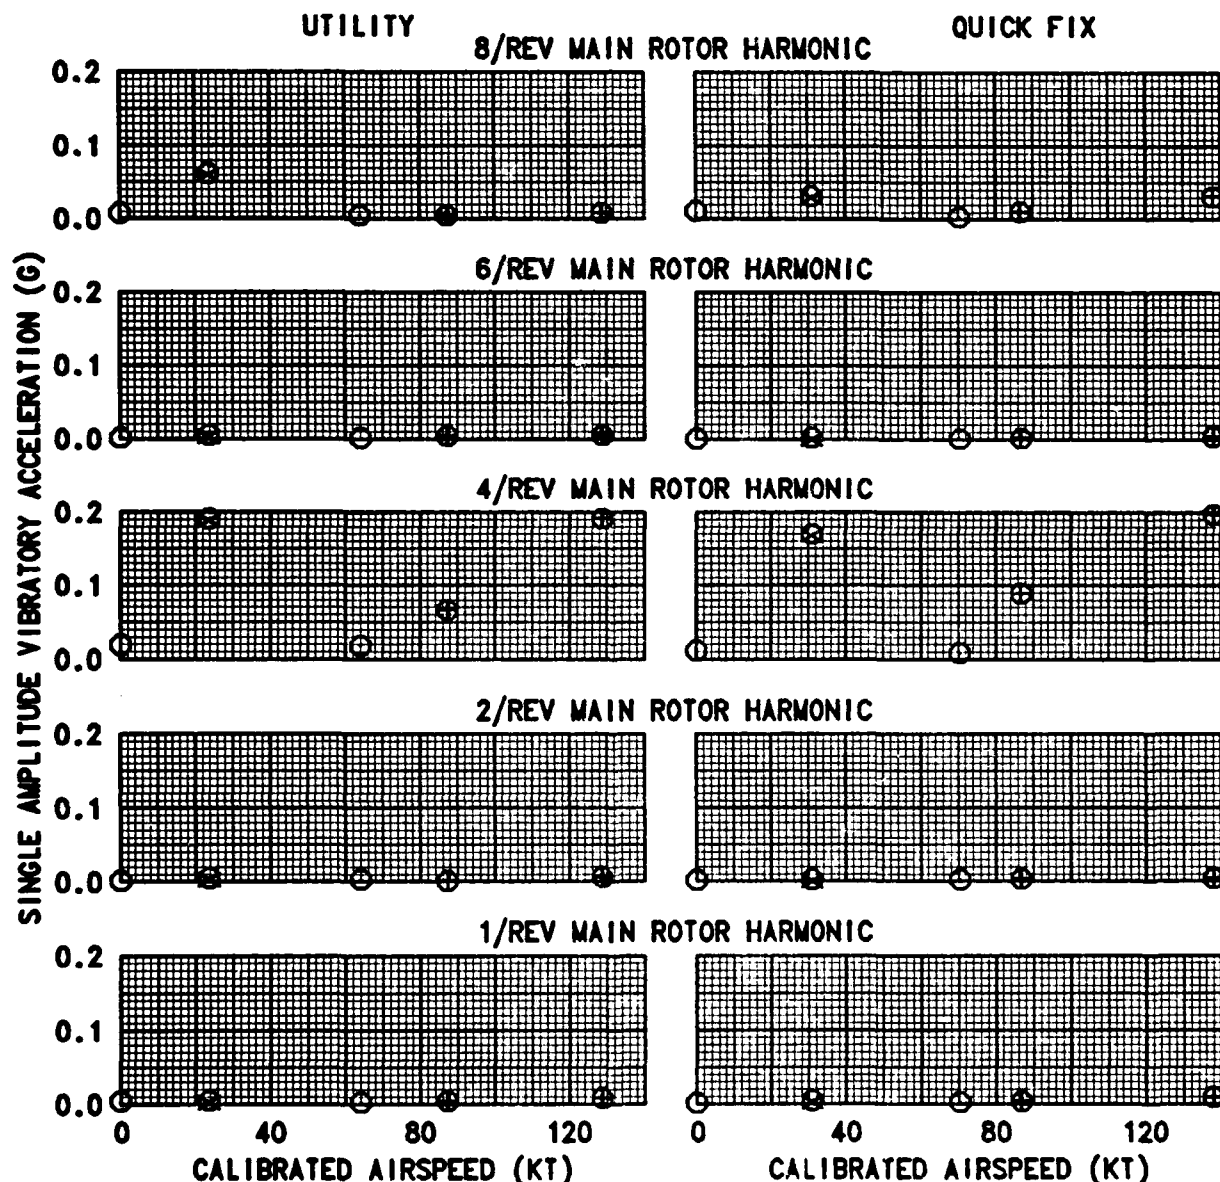 UTILITY QUICK FIX
8/REV MAIN ROTOR HARMONIC
0.2
0.1
0.0
6/REV MAIN ROTOR HARMONIC
0.2
0.1
0.0
4/REV MAIN ROTOR HARMONIC
0.2
0.1
0.0
2/REV MAIN ROTOR HARMONIC
0.2
0.1
0.0
1/REV MAIN ROTOR HARMONIC
0.2
0.1
0.0
SINGLE AMPLITUDE VIBRATORY ACCELERATION (G)
0 40 80 120 0 40 80 120
CALIBRATED AIRSPEED (KT) CALIBRATED AIRSPEED (KT)